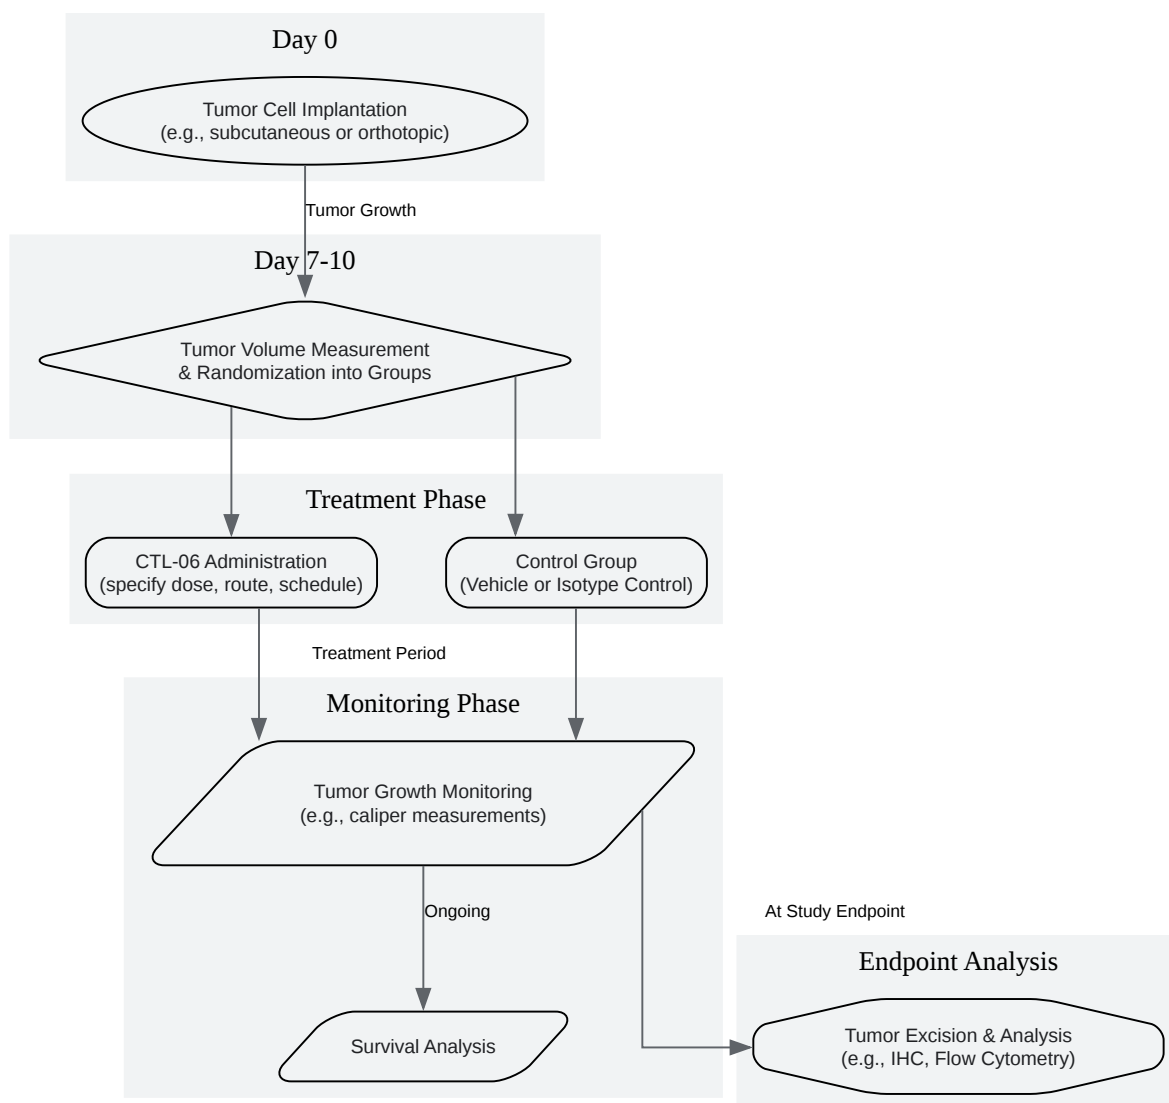 Day 0
Tumor Cell Implantation
(e.g., subcutaneous or orthotopic)
Tumor Growth
Day 7-10
Tumor Volume Measurement
& Randomization into Groups
Treatment Phase
CTL-06 Administration
(specify dose, route, schedule)
Control Group
(Vehicle or Isotype Control)
Treatment Period
Monitoring Phase
Tumor Growth Monitoring
(e.g., caliper measurements)
Ongoing
At Study Endpoint
Endpoint Analysis
Survival Analysis
Tumor Excision & Analysis
(e.g., IHC, Flow Cytometry)